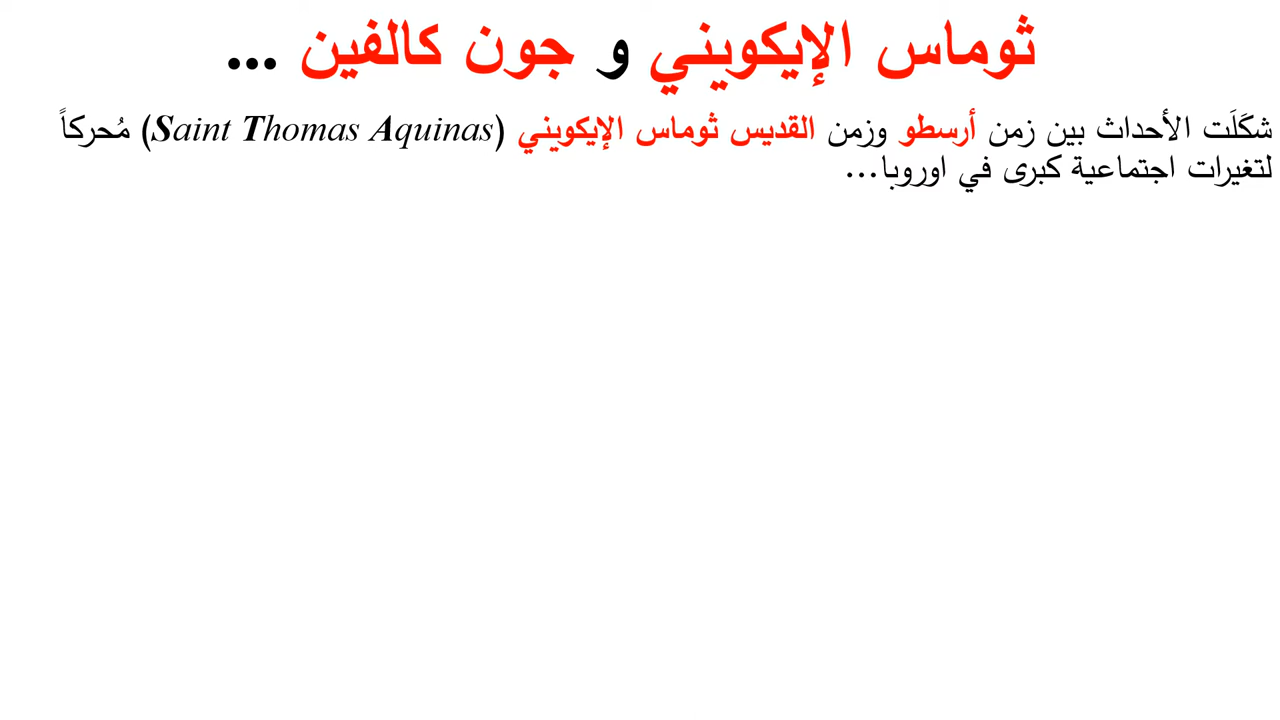 ثوماس الإيكويني و جون كالفين ...
شكَلَت الأحداث بين زمن أرسطو وزمن القديس ثوماس الإيكويني (Saint Thomas Aquinas) مُحركاً
لتغيرات اجتماعية كبرى في اوروبا...